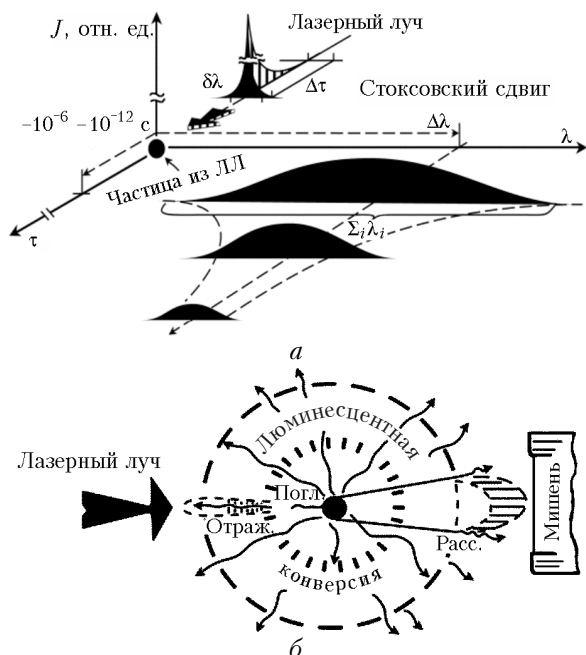 J, отн. ед.
Лазерный луч
δλ
Δτ
Стоксовский сдвиг
–10⁻⁶ –10⁻¹² с
Δλ
λ
Частица из ЛЛ
τ
Σᵢλᵢ
а
Люминесцентная
Лазерный луч
Погл.
Отраж.
Расс.
Мишень
конверсия
б